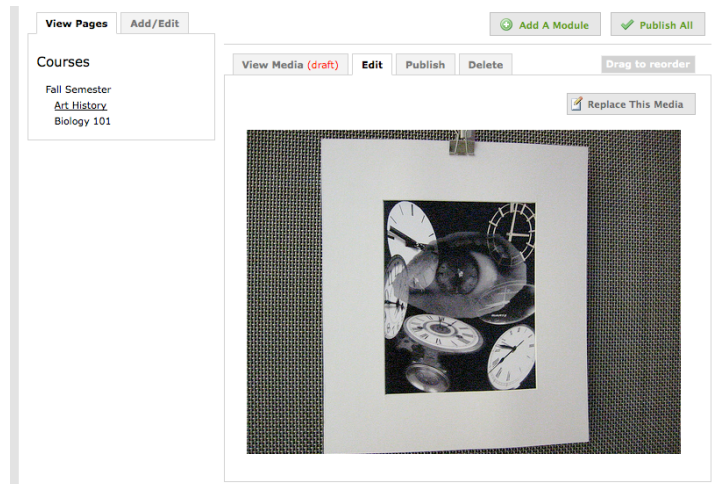 View Pages
Add/Edit
Courses
Fall Semester
Art History
Biology 101
Add A Module
Publish All
View Media (draft)
Edit
Publish
Delete
Drag to reorder
Replace This Media